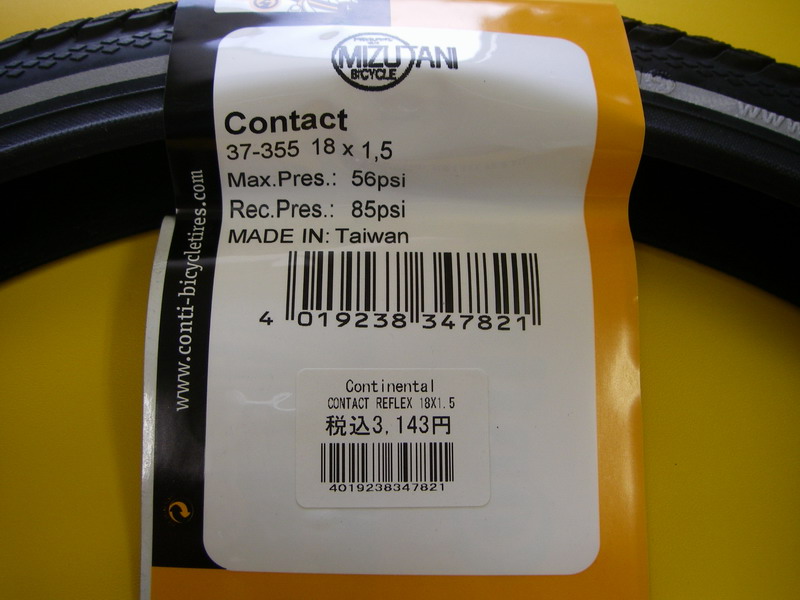 MIZUTANI
BICYCLE
Contact
37-355 18 x 1,5
Max.Pres.: 56psi
Rec.Pres.: 85psi
MADE IN: Taiwan
4 019238 347821
www.conti-bicycletires.com
Continental
CONTACT REFLEX 18X1.5
税込3,143円
4019238347821